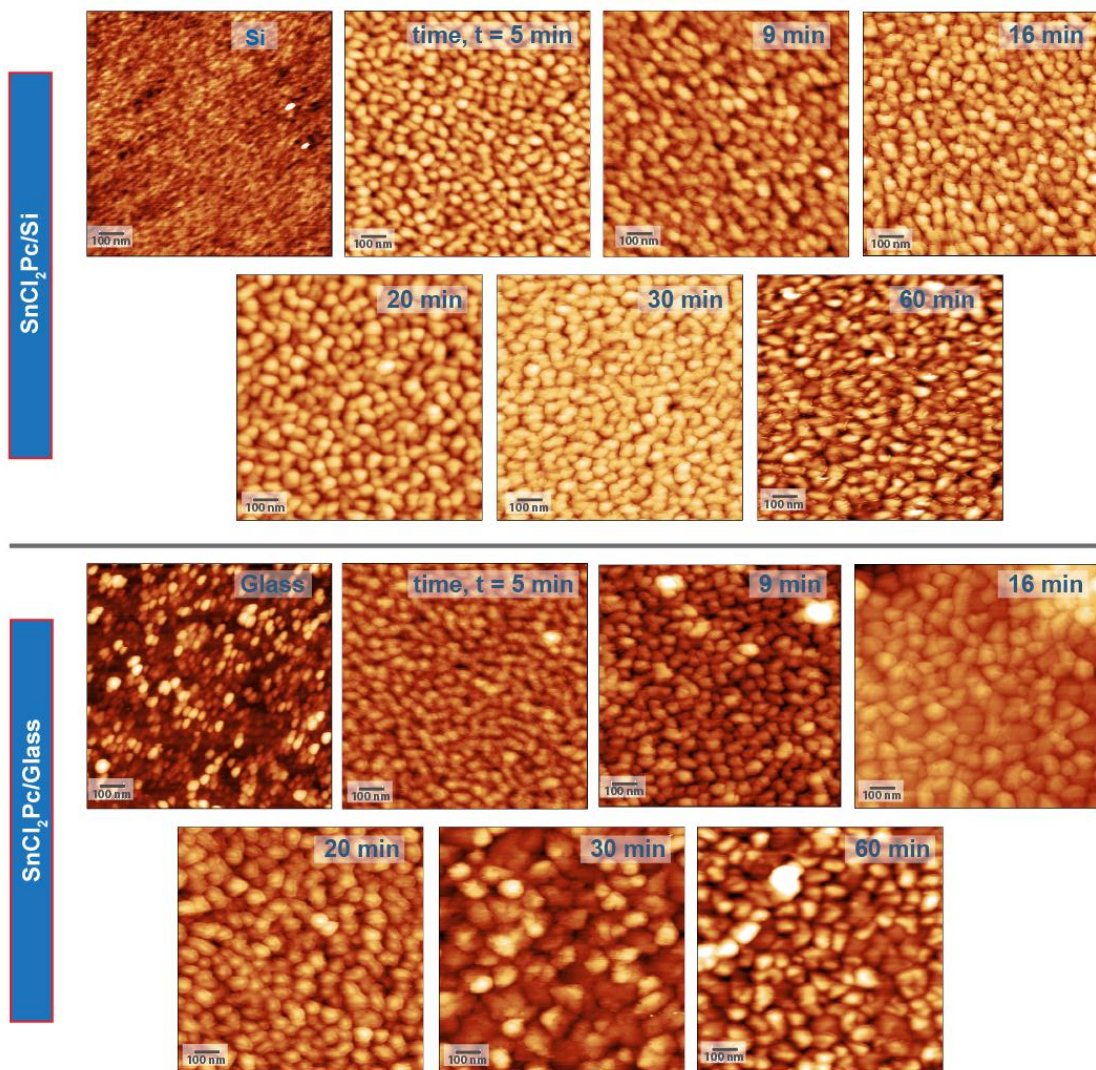 SnCl₂Pc/Si
Si
100 nm
time, t = 5 min
100 nm
9 min
100 nm
16 min
100 nm
20 min
100 nm
30 min
100 nm
60 min
100 nm
SnCl₂Pc/Glass
Glass
100 nm
time, t = 5 min
100 nm
9 min
100 nm
16 min
100 nm
20 min
100 nm
30 min
100 nm
60 min
100 nm